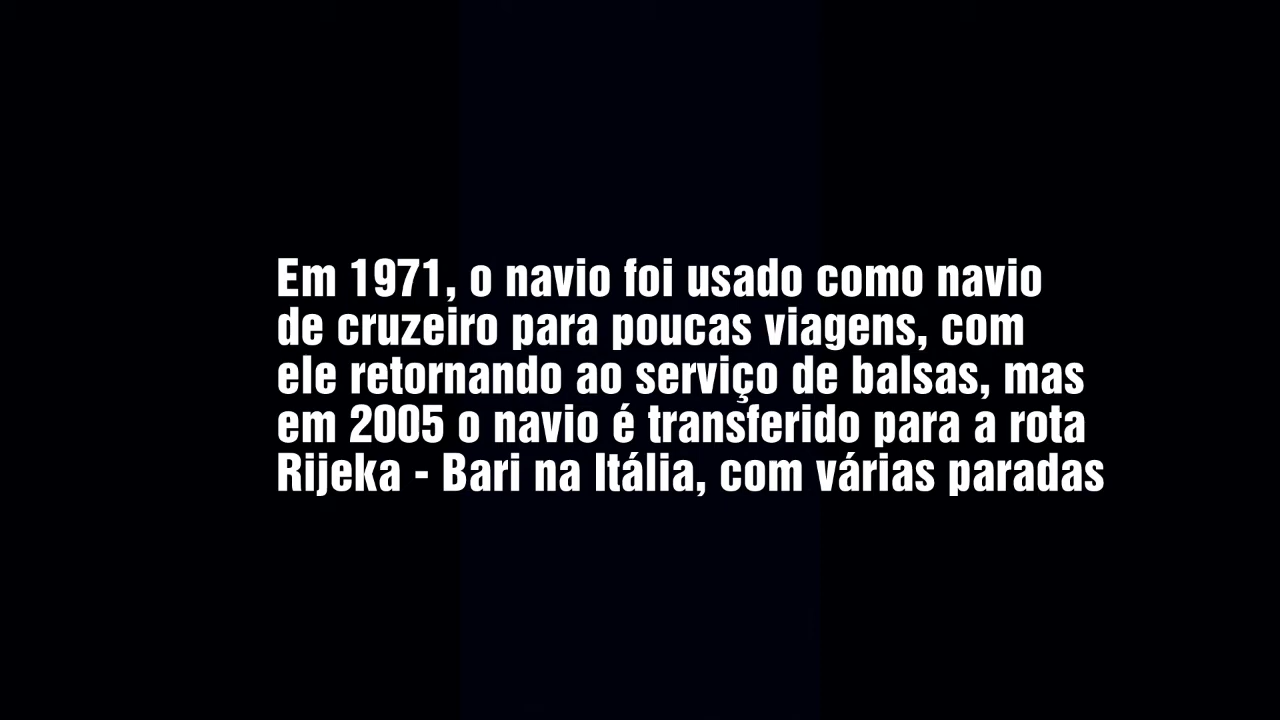 Em 1971, o navio foi usado como navio
de cruzeiro para poucas viagens, com
ele retornando ao serviço de balsas, mas
em 2005 o navio é transferido para a rota
Rijeka - Bari na Itália, com várias paradas